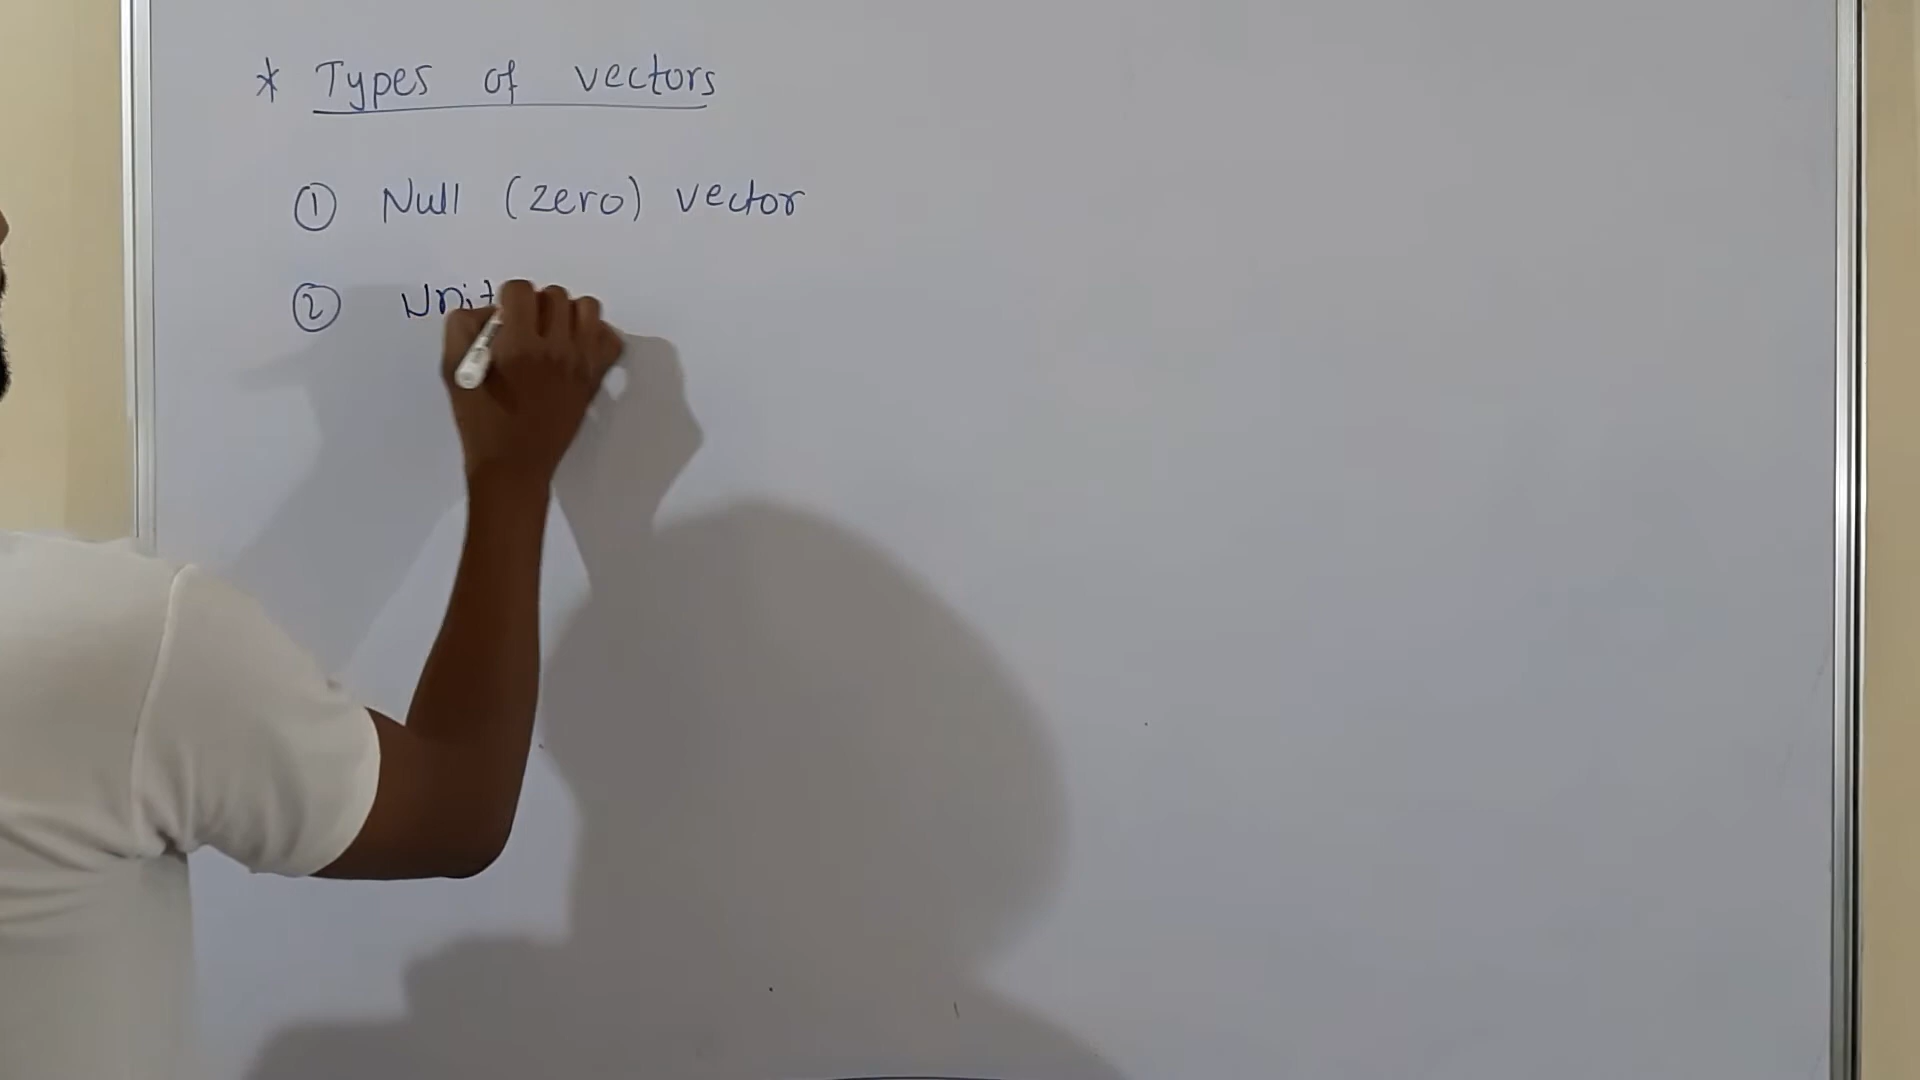 * Types of vectors
① Null (zero) vector
② Unit